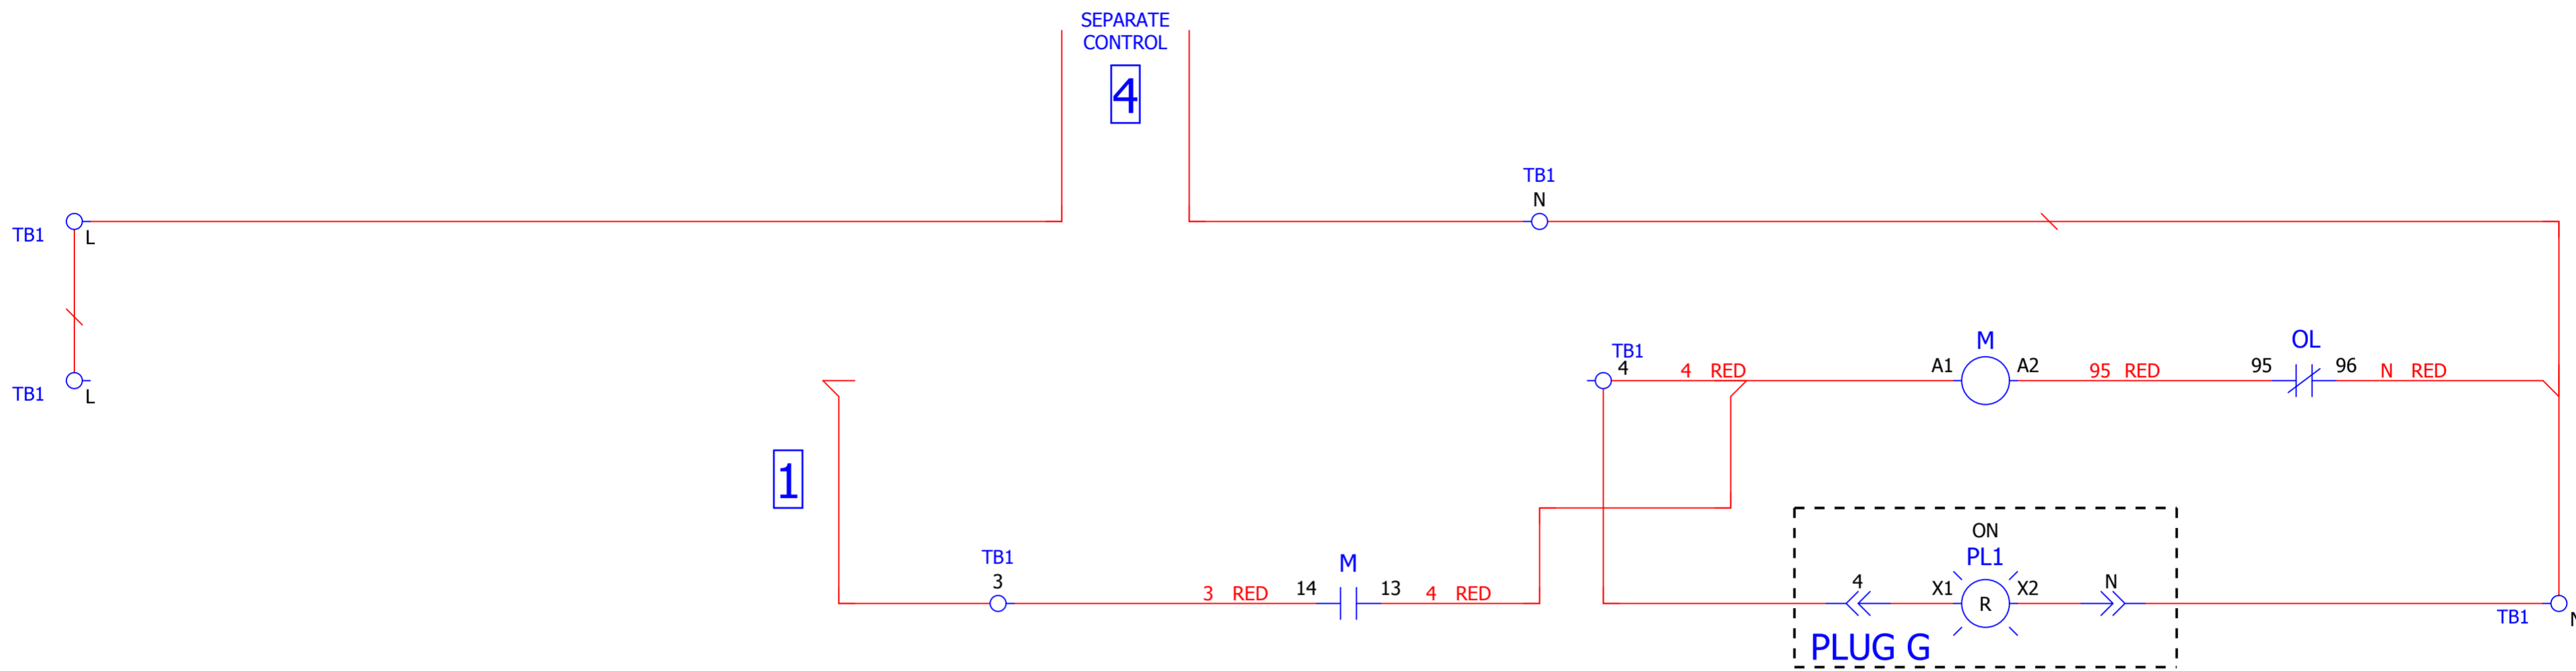 SEPARATE
CONTROL
4
TB1
N
TB1
L
TB1
L
TB1
4
4 RED
M
A1
A2
95 RED
OL
95
96
N RED
1
TB1
3
3 RED
M
14
13
4 RED
ON
PL1
4
X1
R
X2
N
PLUG G
TB1
N